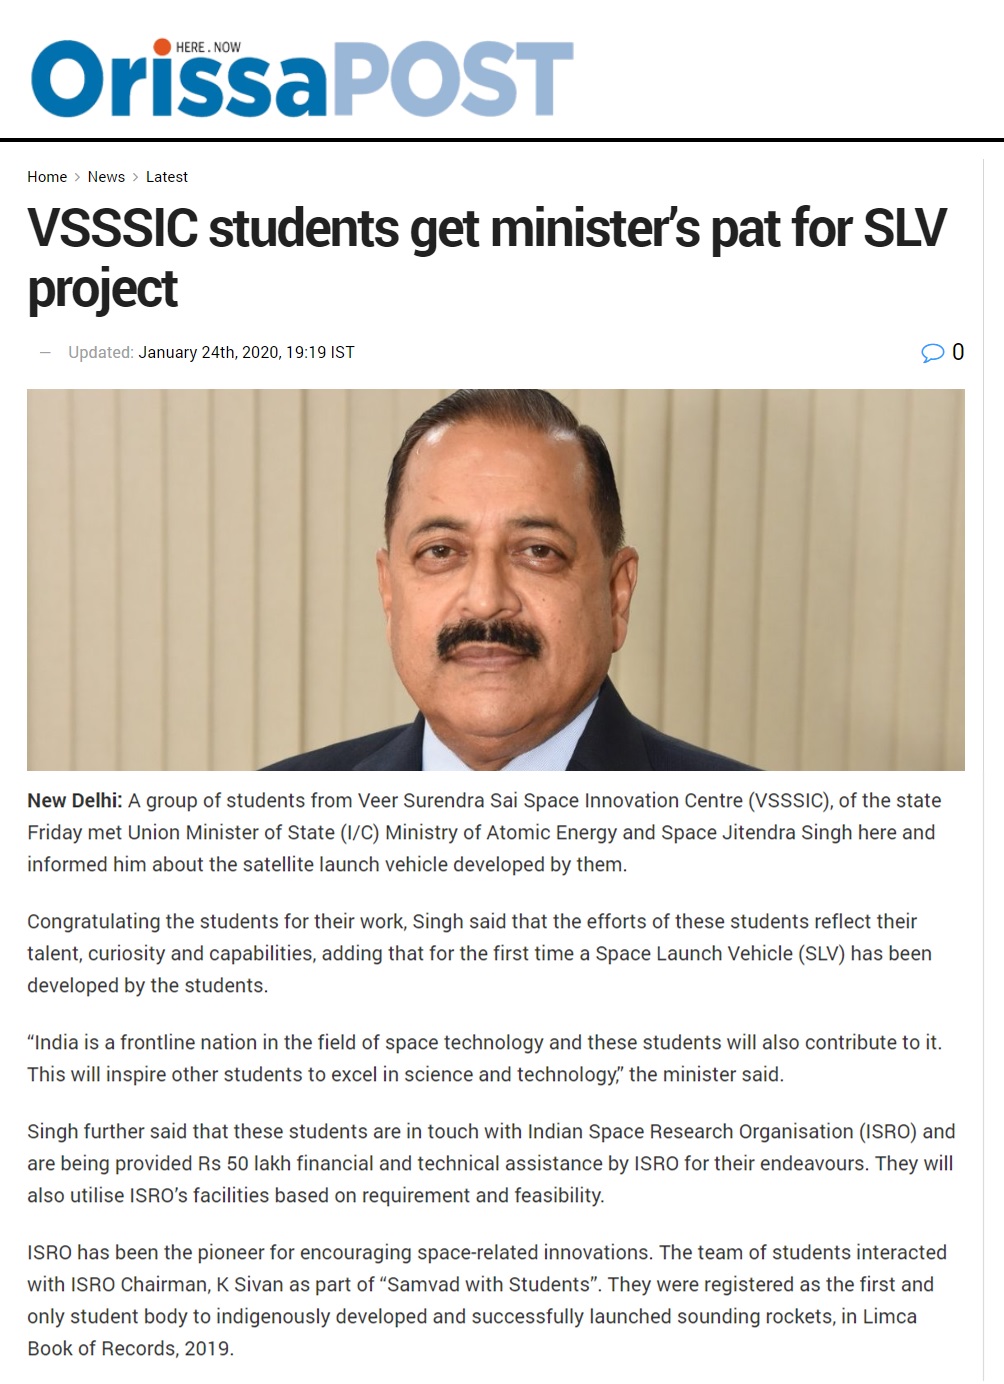 HERE . NOW
OrissaPOST
Home > News > Latest
VSSSIC students get minister's pat for SLV
project
— Updated: January 24th, 2020, 19:19 IST
0
New Delhi: A group of students from Veer Surendra Sai Space Innovation Centre (VSSSIC), of the state
Friday met Union Minister of State (I/C) Ministry of Atomic Energy and Space Jitendra Singh here and
informed him about the satellite launch vehicle developed by them.
Congratulating the students for their work, Singh said that the efforts of these students reflect their
talent, curiosity and capabilities, adding that for the first time a Space Launch Vehicle (SLV) has been
developed by the students.
“India is a frontline nation in the field of space technology and these students will also contribute to it.
This will inspire other students to excel in science and technology,” the minister said.
Singh further said that these students are in touch with Indian Space Research Organisation (ISRO) and
are being provided Rs 50 lakh financial and technical assistance by ISRO for their endeavours. They will
also utilise ISRO’s facilities based on requirement and feasibility.
ISRO has been the pioneer for encouraging space-related innovations. The team of students interacted
with ISRO Chairman, K Sivan as part of “Samvad with Students”. They were registered as the first and
only student body to indigenously developed and successfully launched sounding rockets, in Limca
Book of Records, 2019.